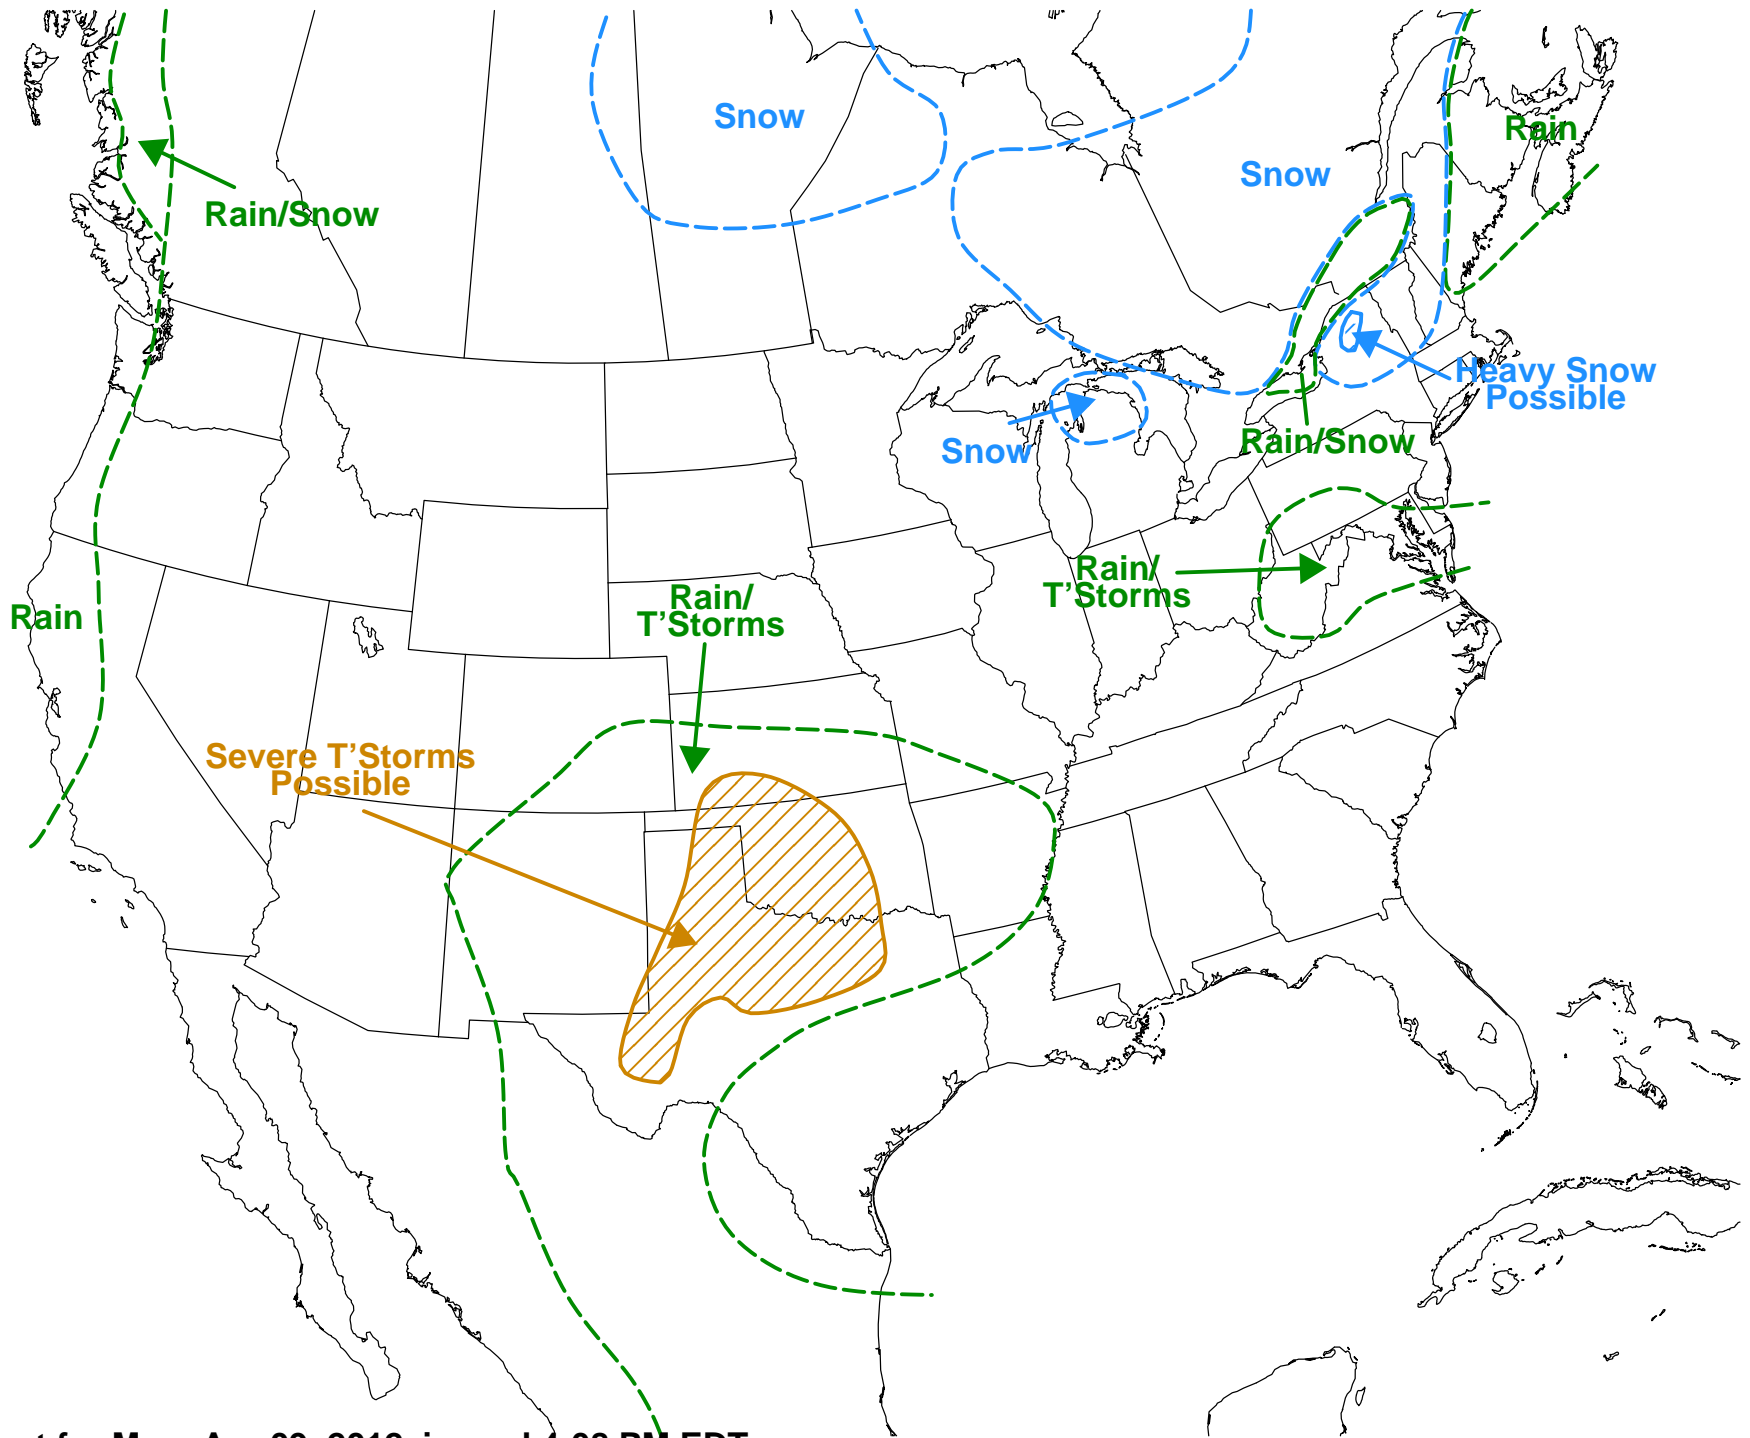 Snow
Rain
Snow
Rain/Snow
Heavy Snow
Possible
Rain/Snow
Snow
Rain/
T'Storms
Rain/
T'Storms
Rain
Severe T'Storms
Possible